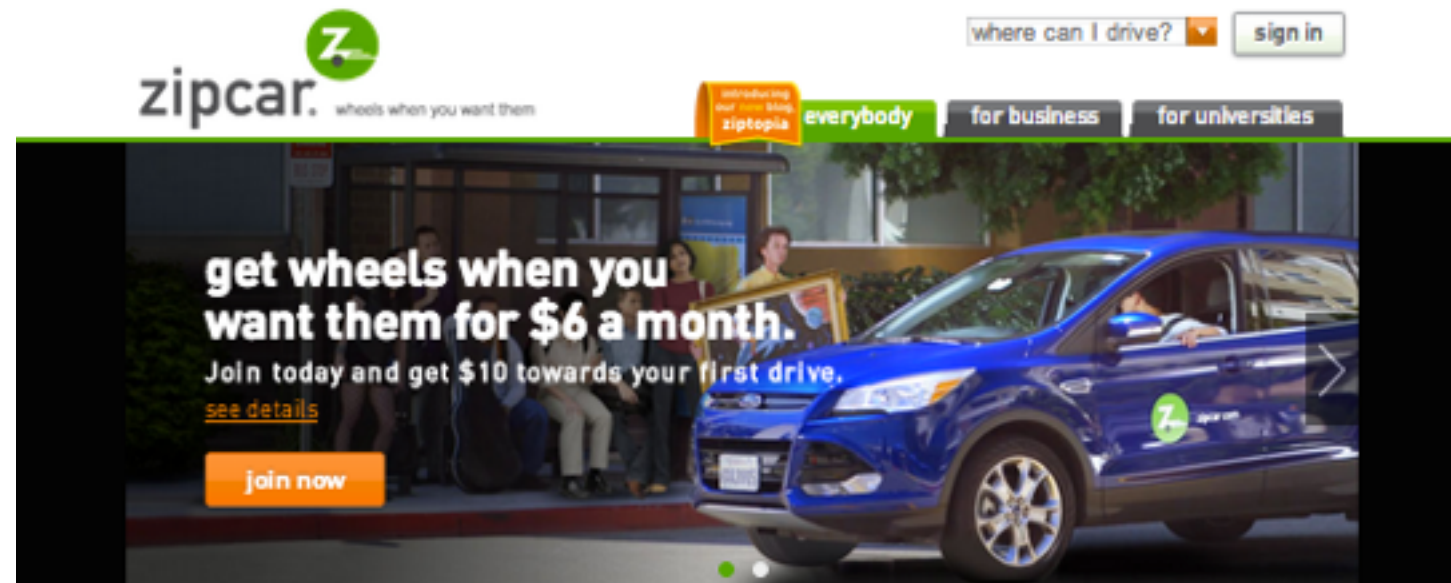 where can I drive?
sign in
Z
zipcar.
wheels when you want them
introducing
our new blog,
ziptopia
everybody
for business
for universities
get wheels when you
want them for $6 a month.
Join today and get $10 towards your first drive.
see details
join now
Z
zipcar.com